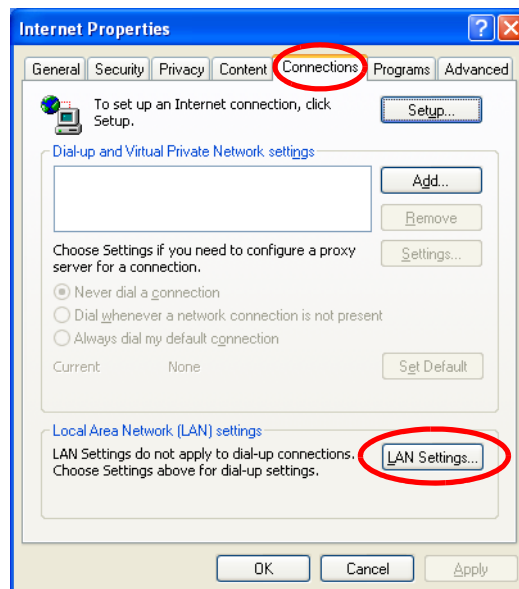 Internet Properties
General Security Privacy Content Connections Programs Advanced
To set up an Internet connection, click
Setup.
Setup...
Dial-up and Virtual Private Network settings
Add...
Remove
Choose Settings if you need to configure a proxy
server for a connection.
Settings...
Never dial a connection
Dial whenever a network connection is not present
Always dial my default connection
Current None
Set Default
Local Area Network (LAN) settings
LAN Settings do not apply to dial-up connections.
Choose Settings above for dial-up settings.
LAN Settings...
OK Cancel Apply